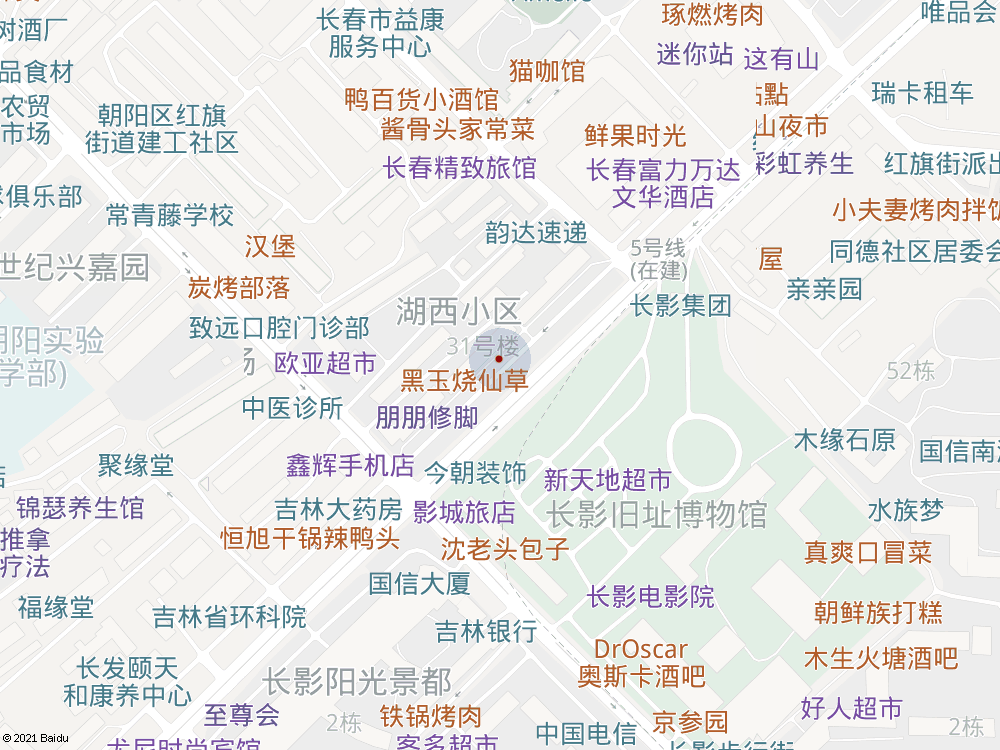 琢燃烤肉
唯品会
长春市益康
服务中心
树酒厂
迷你站
这有山
品食材
猫咖馆
农贸
市场
朝阳区红旗
街道建工社区
鸭百货小酒馆
瑞卡租车
酱骨头家常菜
鲜果时光
山夜市
长春精致旅馆
长春富力万达
文华酒店
彩虹养生
红旗街派出
俱乐部
常青藤学校
小夫妻烤肉拌饭
韵达速递
汉堡
5号线
(在建)
屋
同德社区居委会
世纪兴嘉园
炭烤部落
亲亲园
湖西小区
长影集团
致远口腔门诊部
朝阳实验
学部)
31号楼
场
欧亚超市
黑玉烧仙草
52栋
中医诊所
朋朋修脚
木缘石原
国信南
聚缘堂
鑫辉手机店
今朝装饰
新天地超市
锦瑟养生馆
吉林大药房
影城旅店
长影旧址博物馆
水族梦
推拿
疗法
恒旭干锅辣鸭头
沈老头包子
真爽口冒菜
国信大厦
长影电影院
福缘堂
吉林省环科院
朝鲜族打糕
吉林银行
DrOscar
奥斯卡酒吧
木生火塘酒吧
长发颐天
和康养中心
长影阳光景都
至尊会
2栋
铁锅烤肉
好人超市
京参园
中国电信
2栋
客多超市
尤尼时尚宾馆
长影步行街
© 2021 Baidu